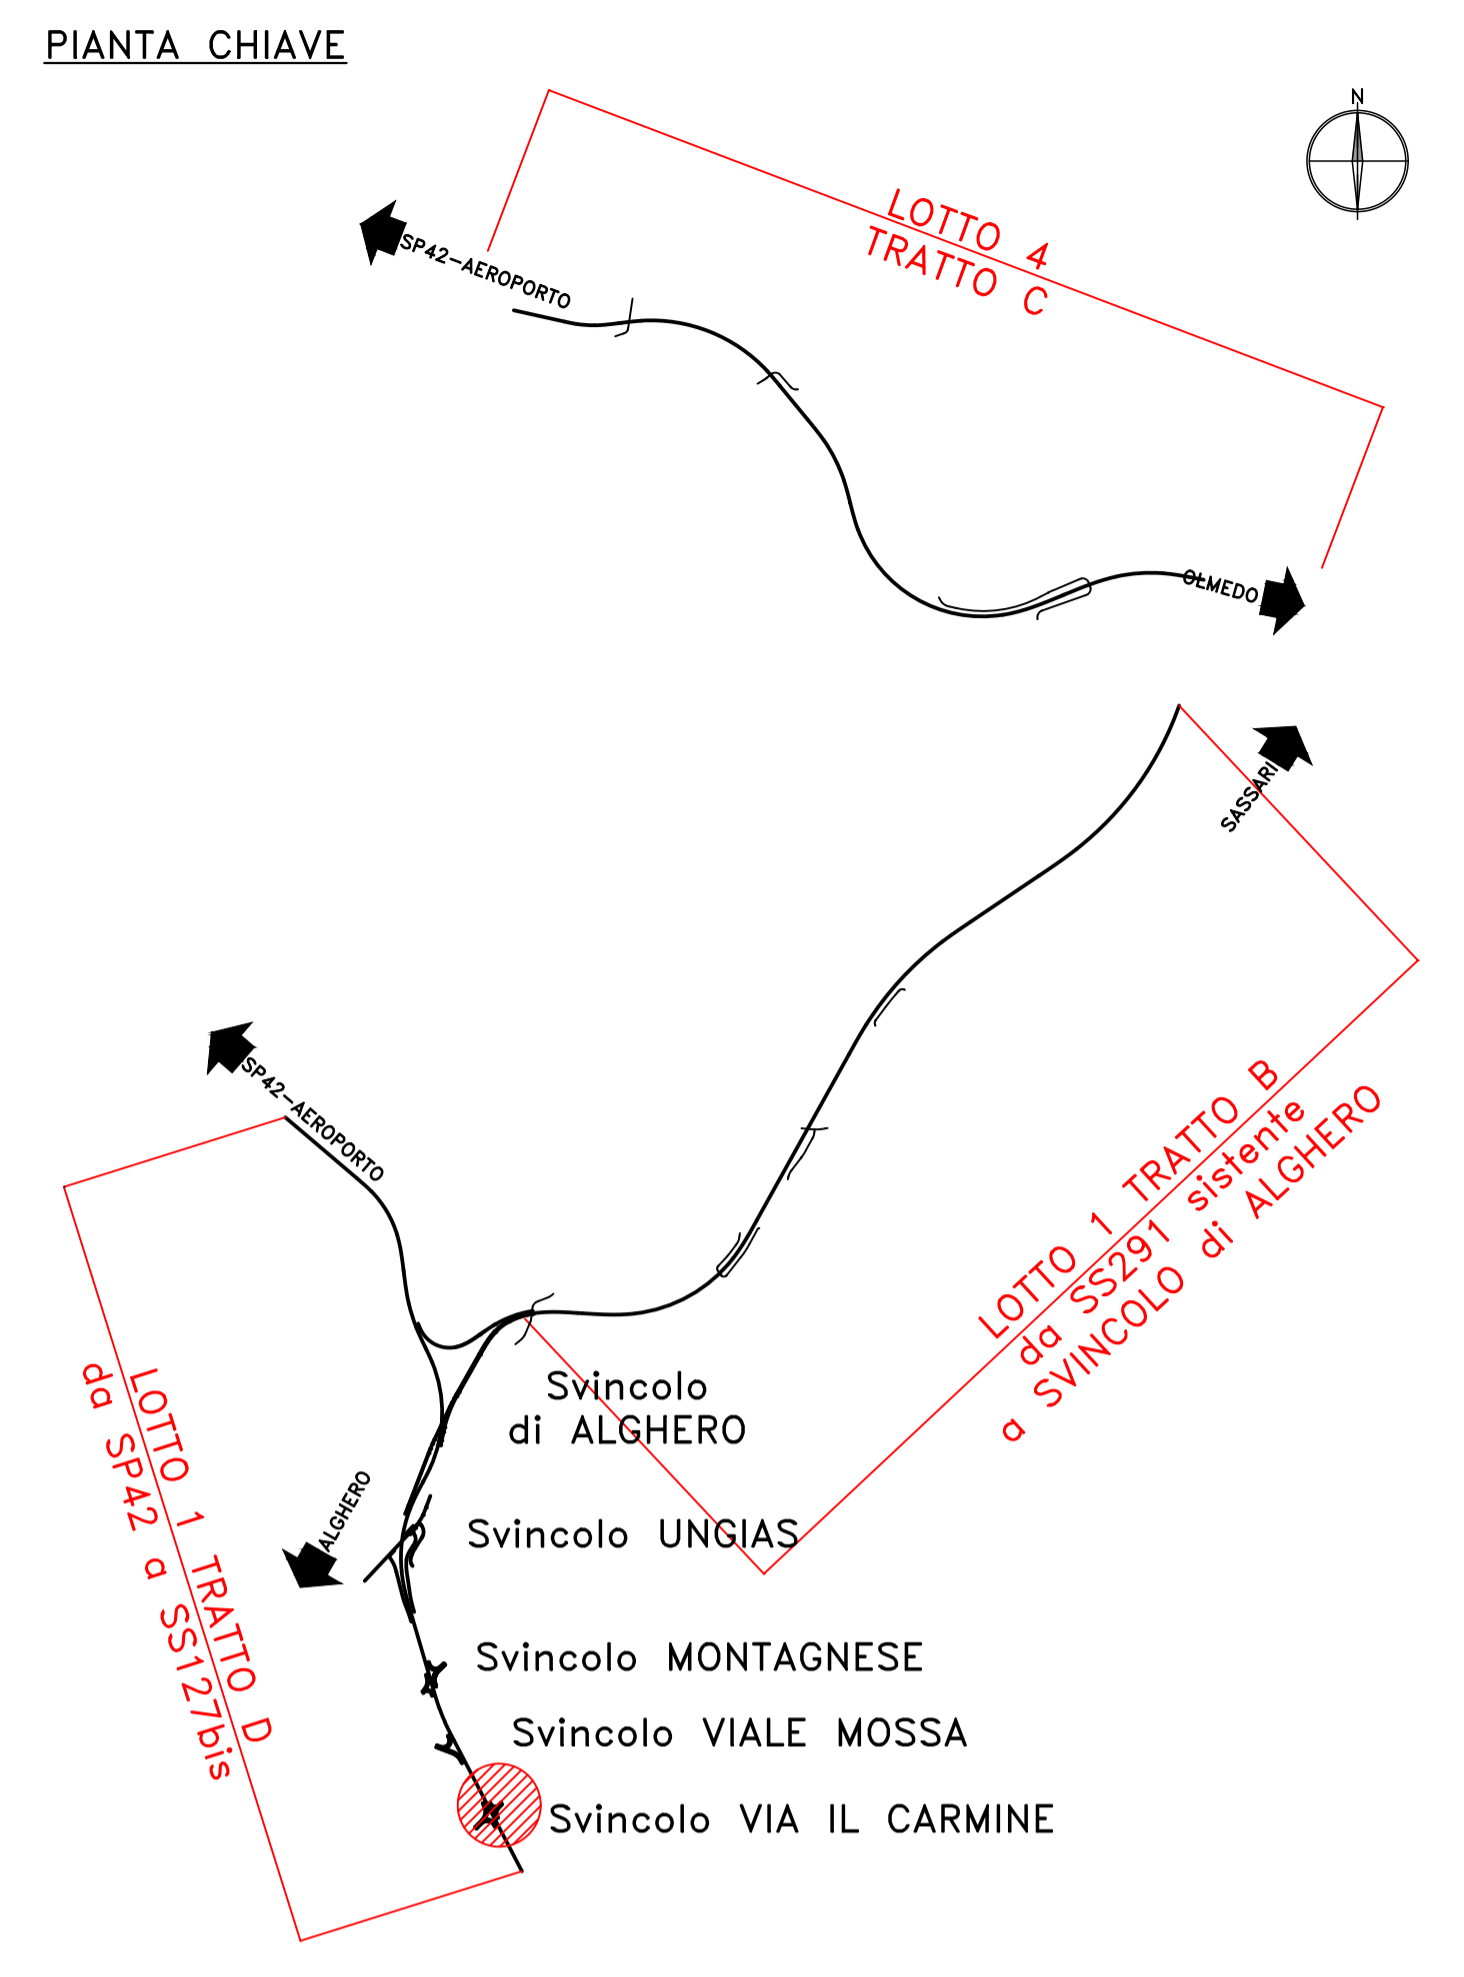 PIANTA CHIAVE
N
LOTTO 4
TRATTO C
SP42-AEROPORTO
OLMEDO
SASSARI
SP42-AEROPORTO
LOTTO 1 TRATTO B
da SS291 sistente
a SVINCOLO di ALGHERO
Svincolo
di ALGHERO
ALGHERO
Svincolo UNGIAS
LOTTO 1 TRATTO D
da SP42 a SS127bis
Svincolo MONTAGNESE
Svincolo VIALE MOSSA
Svincolo VIA IL CARMINE